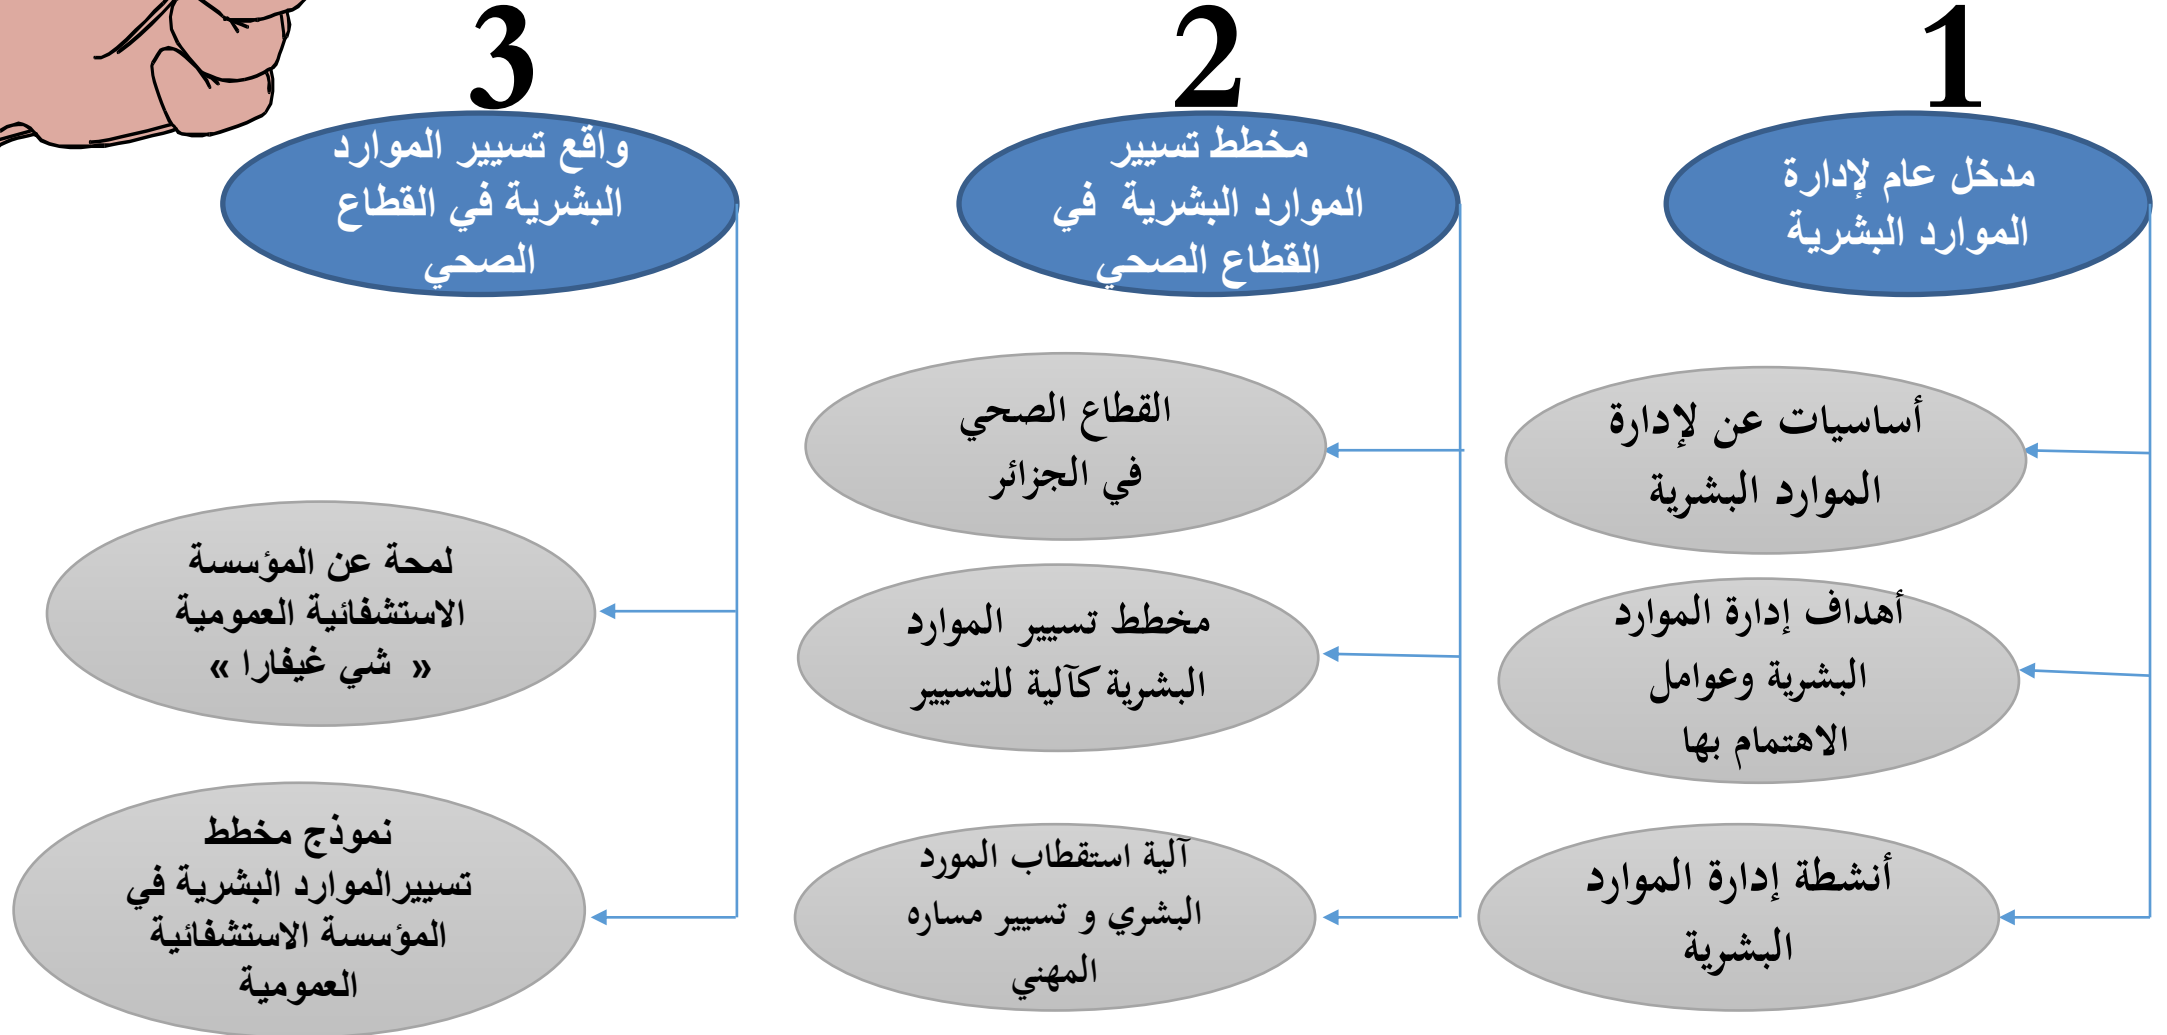 1
مدخل عام لإدارة
الموارد البشرية
أساسيات عن لإدارة
الموارد البشرية
أهداف إدارة الموارد
البشرية وعوامل
الاهتمام بها
أنشطة إدارة الموارد
البشرية
2
مخطط تسيير
الموارد البشرية في
القطاع الصحي
القطاع الصحي
في الجزائر
مخطط تسيير الموارد
البشرية كآلية للتسيير
آلية استقطاب المورد
البشري و تسيير مساره
المهني
3
واقع تسيير الموارد
البشرية في القطاع
الصحي
لمحة عن المؤسسة
الاستشفائية العمومية
« شي غيفارا »
نموذج مخطط
تسييرالموارد البشرية في
المؤسسة الاستشفائية
العمومية